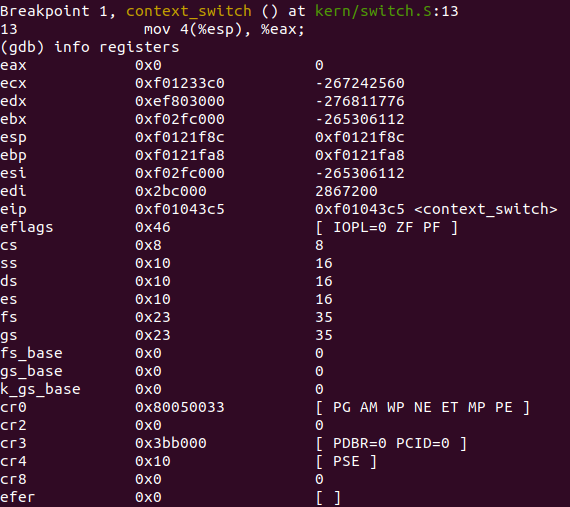 Breakpoint 1, context_switch () at kern/switch.S:13
13 mov 4(%esp), %eax;
(gdb) info registers
eax 0x0 0
ecx 0xf01233c0 -267242560
edx 0xef803000 -276811776
ebx 0xf02fc000 -265306112
esp 0xf0121f8c 0xf0121f8c
ebp 0xf0121fa8 0xf0121fa8
esi 0xf02fc000 -265306112
edi 0x2bc000 2867200
eip 0xf01043c5 0xf01043c5 <context_switch>
eflags 0x46 [ IOPL=0 ZF PF ]
cs 0x8 8
ss 0x10 16
ds 0x10 16
es 0x10 16
fs 0x23 35
gs 0x23 35
fs_base 0x0 0
gs_base 0x0 0
k_gs_base 0x0 0
cr0 0x80050033 [ PG AM WP NE ET MP PE ]
cr2 0x0 0
cr3 0x3bb000 [ PDBR=0 PCID=0 ]
cr4 0x10 [ PSE ]
cr8 0x0 0
efer 0x0 [ ]